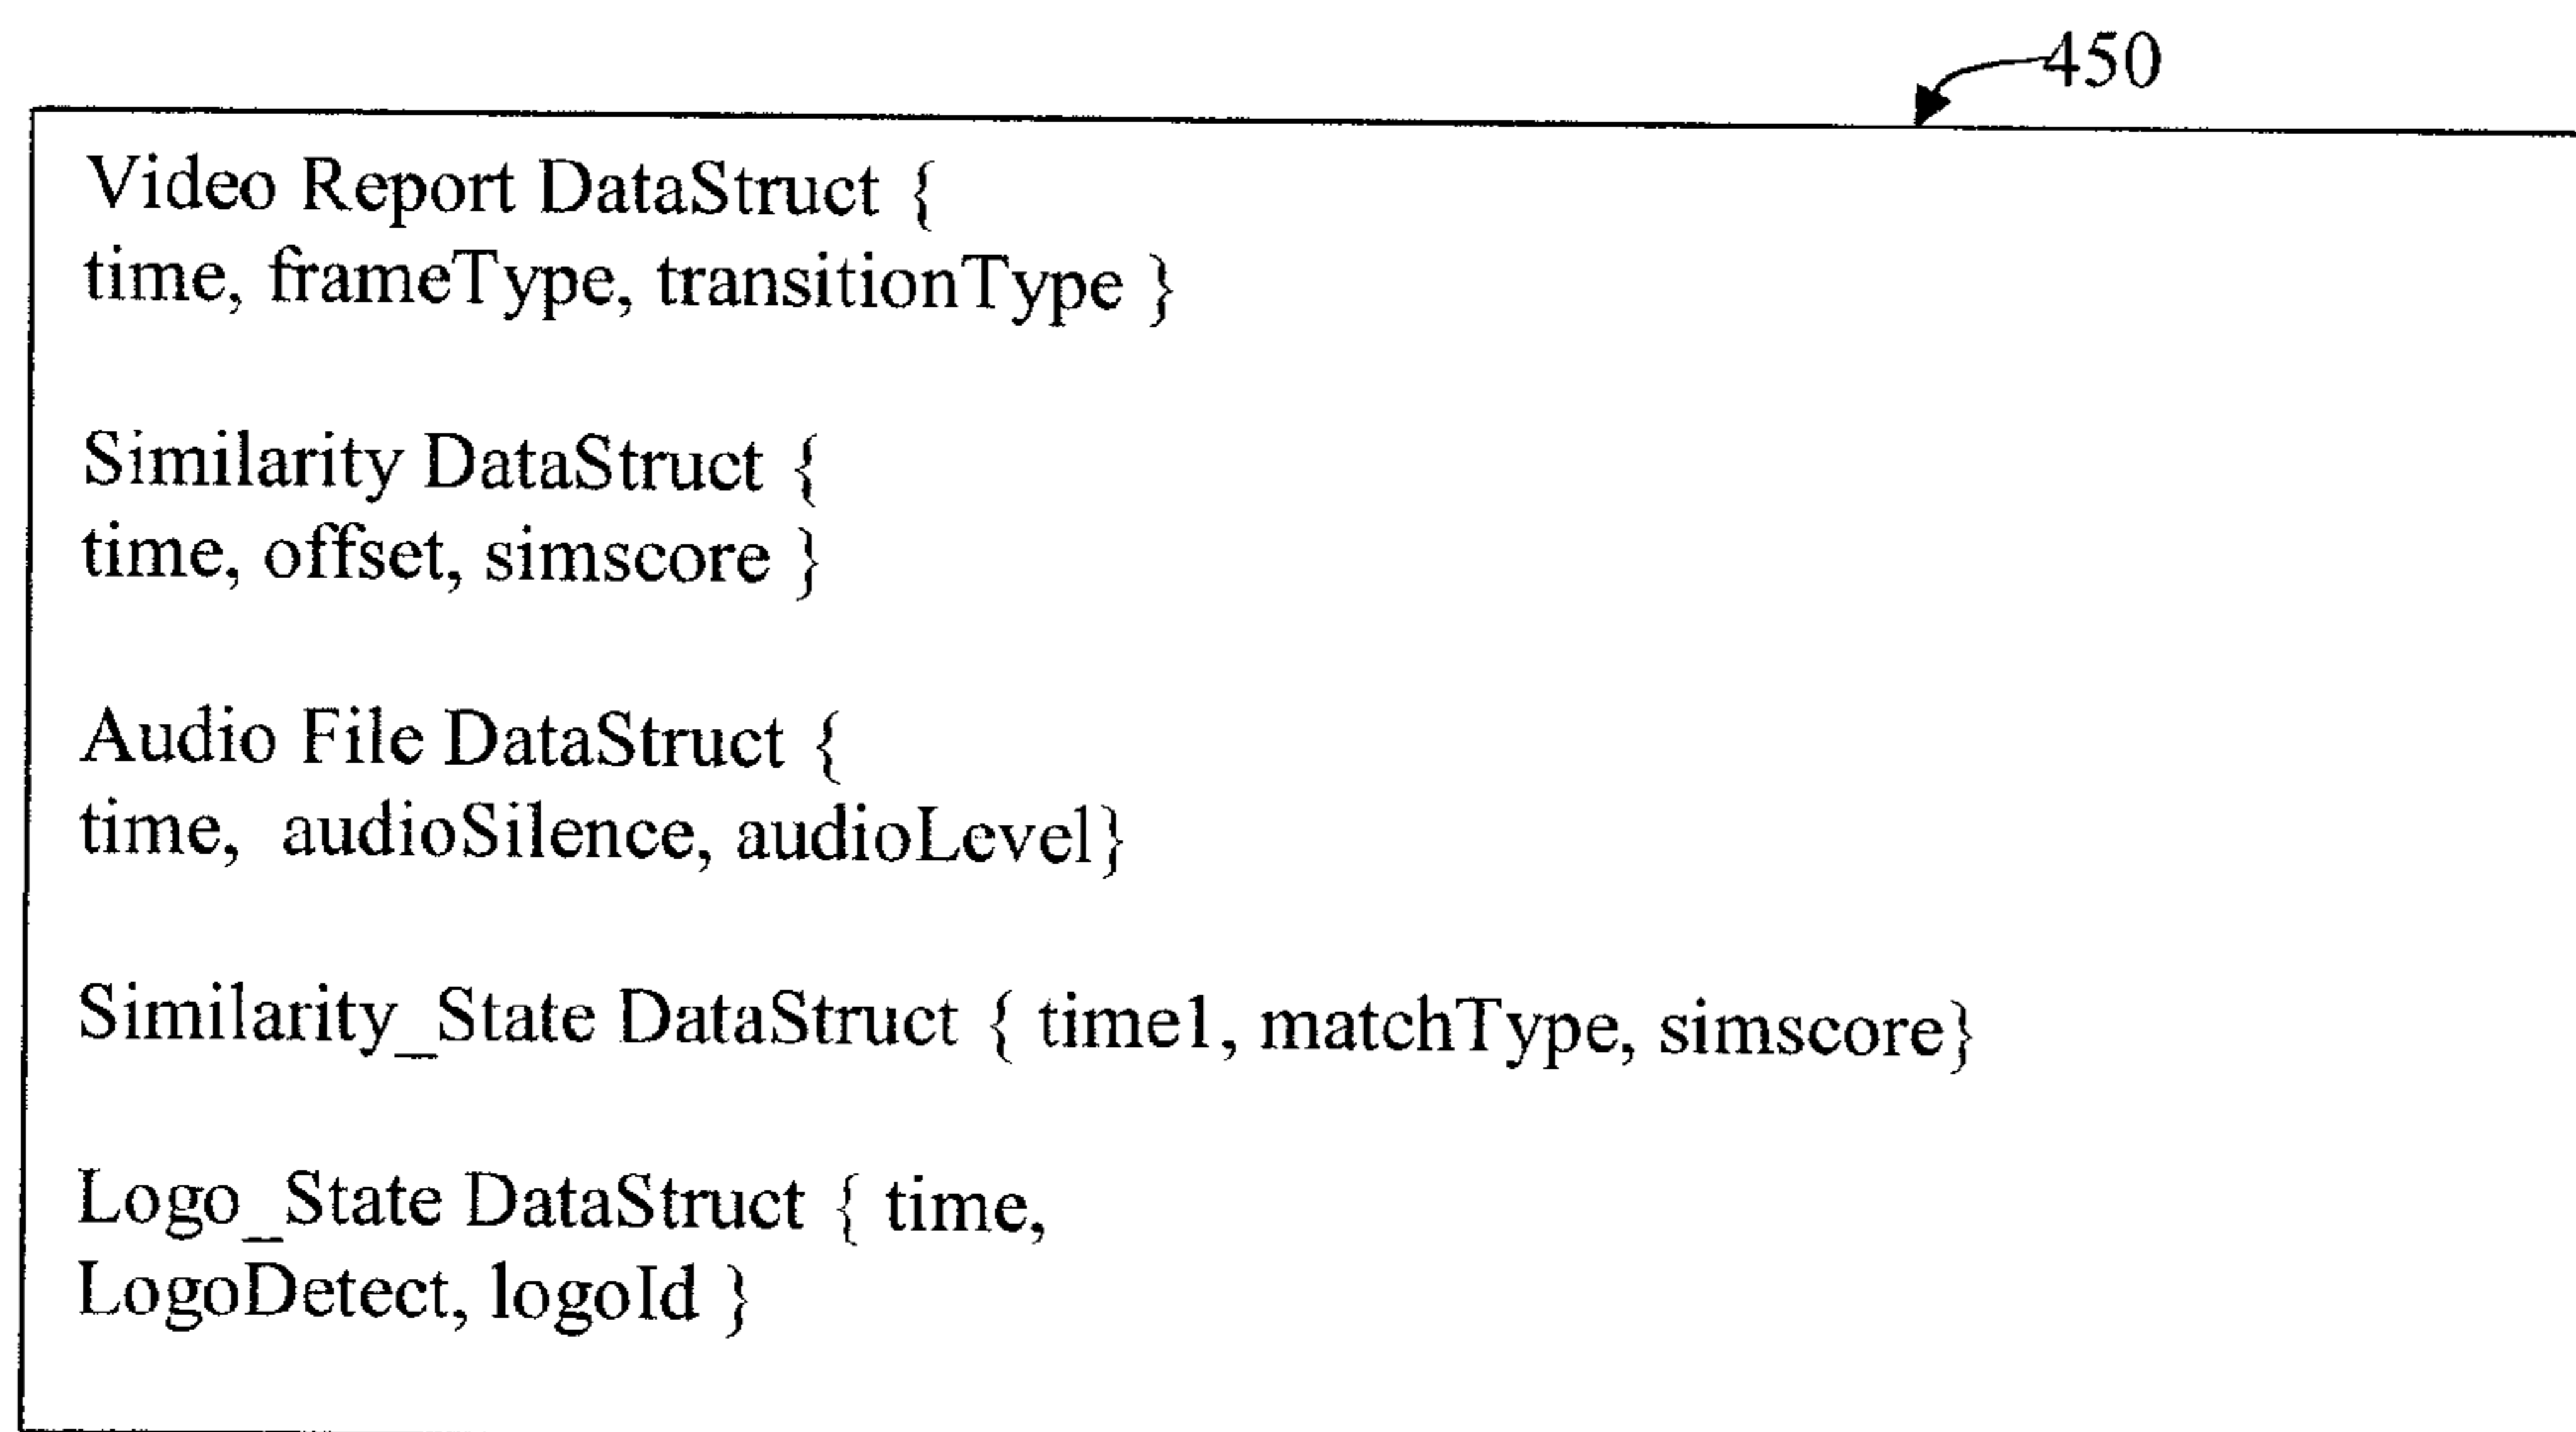 450
Video Report DataStruct {
time, frameType, transitionType }
Similarity DataStruct {
time, offset, simscore }
Audio File DataStruct {
time, audioSilence, audioLevel}
Similarity_State DataStruct { time1, matchType, simscore}
Logo_State DataStruct { time,
LogoDetect, logoId }